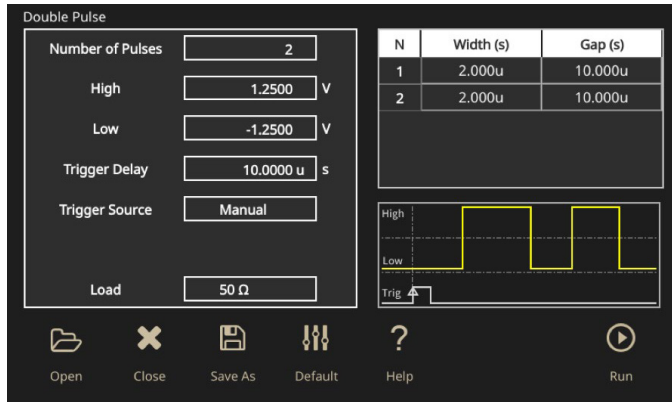 Double Pulse
Number of Pulses 2
High 1.2500 V
Low -1.2500 V
Trigger Delay 10.0000 u s
Trigger Source Manual
Load 50 Ω
N Width (s) Gap (s)
1 2.000u 10.000u
2 2.000u 10.000u
High
Low
Trig
Open Close Save As Default Help Run